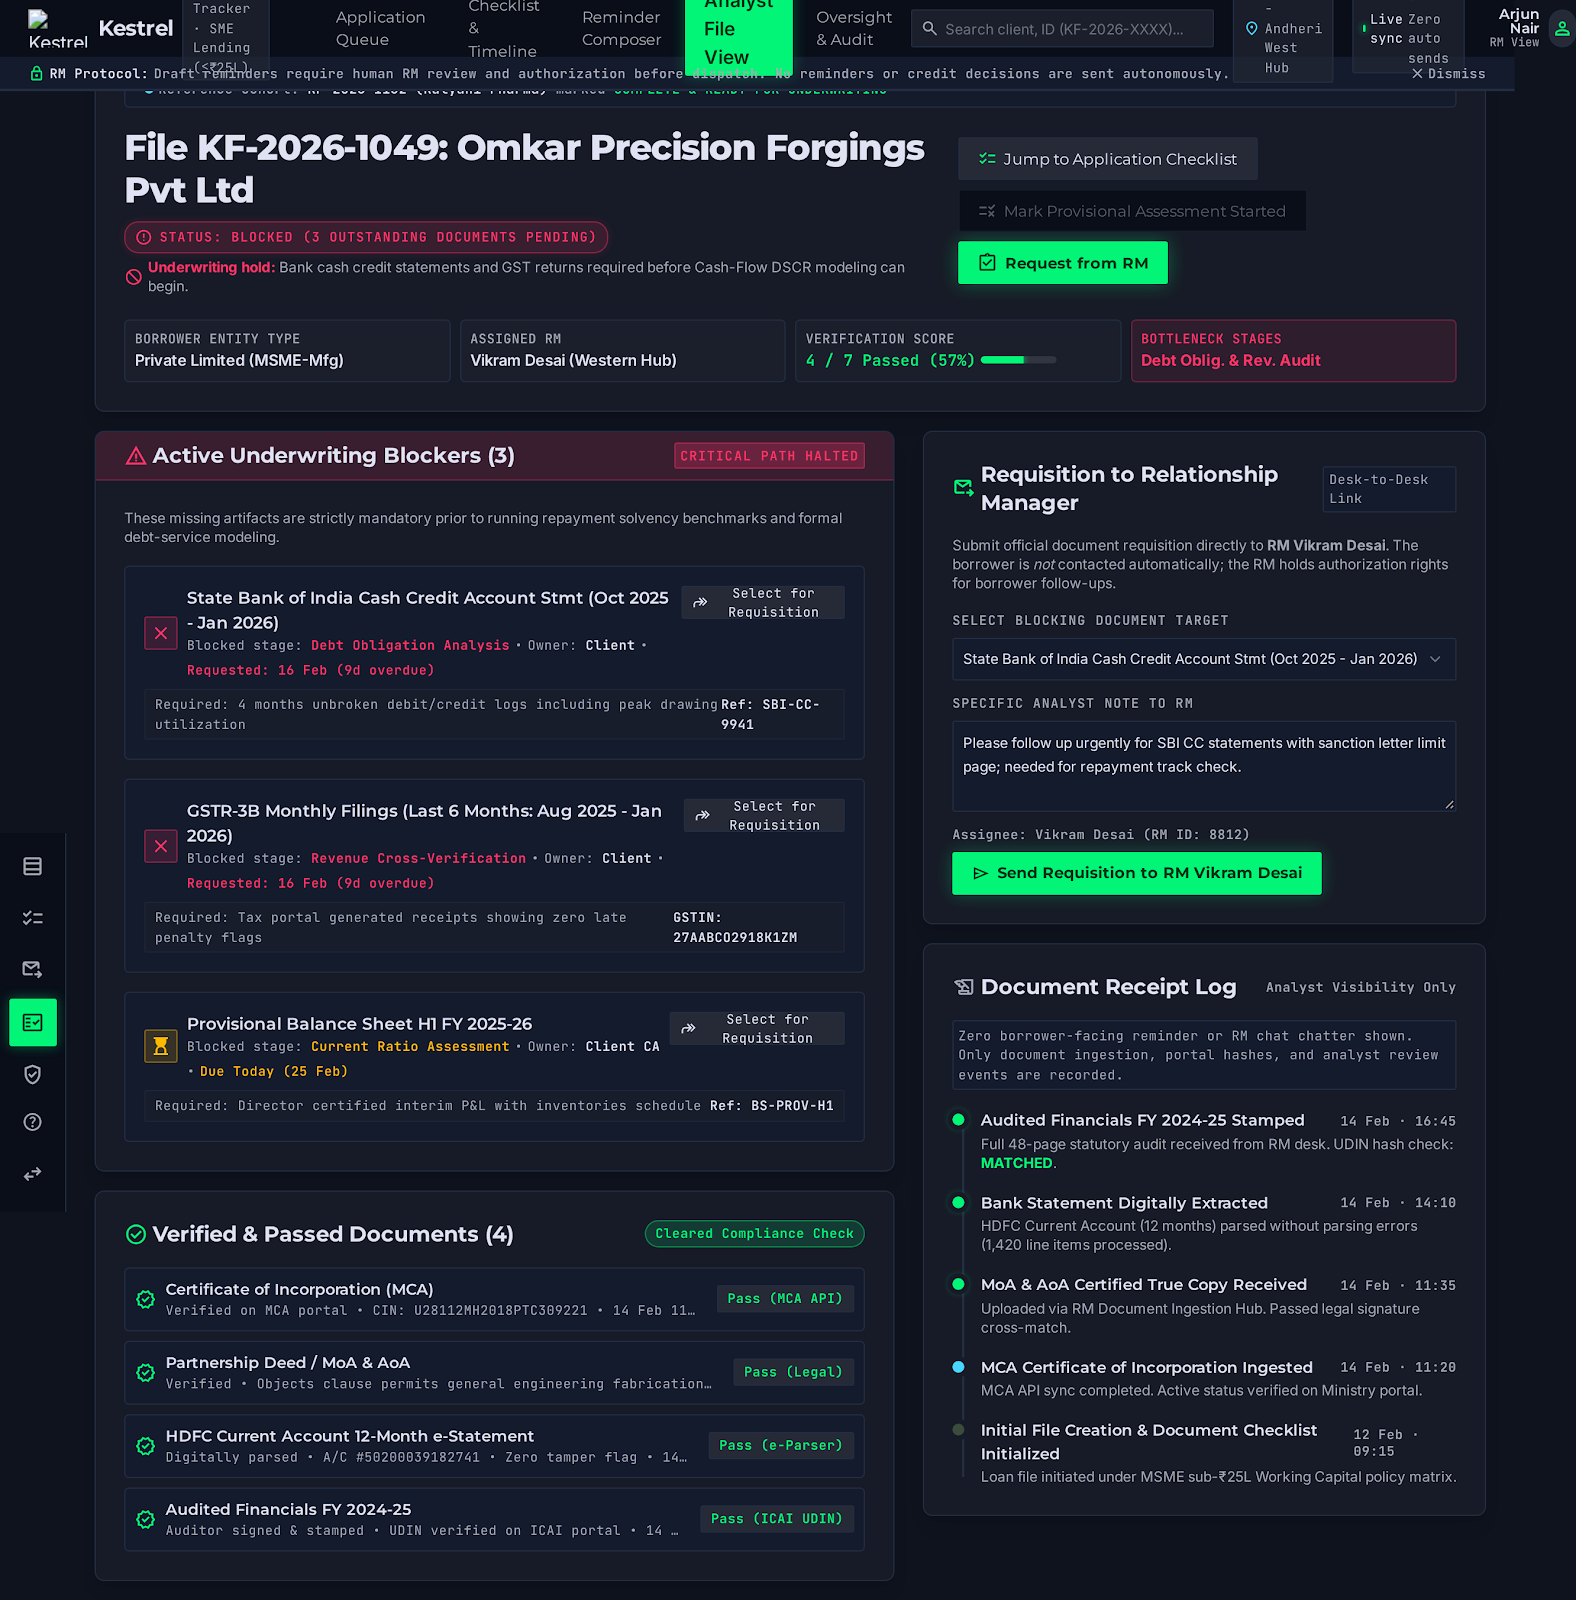 Kestrel
Kestrel
Tracker
· SME
Lending
(<₹25L)
Application
Queue
Checklist
&
Timeline
Reminder
Composer
Analyst
File
View
Oversight
& Audit
Search client, ID (KF-2026-XXXX)...
-
Andheri
West
Hub
Live
sync
Zero
auto
sends
Arjun
Nair
RM View
RM Protocol: Draft reminders require human RM review and authorization before dispatch. No reminders or credit decisions are sent autonomously.
Dismiss
Reference cohort: KF-2026-1102 (Kalyani Pharma) marked COMPLETE & READY FOR UNDERWRITING
File KF-2026-1049: Omkar Precision Forgings
Pvt Ltd
STATUS: BLOCKED (3 OUTSTANDING DOCUMENTS PENDING)
Underwriting hold: Bank cash credit statements and GST returns required before Cash-Flow DSCR modeling can
begin.
Jump to Application Checklist
Mark Provisional Assessment Started
Request from RM
BORROWER ENTITY TYPE
Private Limited (MSME-Mfg)
ASSIGNED RM
Vikram Desai (Western Hub)
VERIFICATION SCORE
4 / 7 Passed (57%)
BOTTLENECK STAGES
Debt Oblig. & Rev. Audit
Active Underwriting Blockers (3)
CRITICAL PATH HALTED
These missing artifacts are strictly mandatory prior to running repayment solvency benchmarks and formal
debt-service modeling.
State Bank of India Cash Credit Account Stmt (Oct 2025
- Jan 2026)
Blocked stage: Debt Obligation Analysis • Owner: Client •
Requested: 16 Feb (9d overdue)
Select for
Requisition
Required: 4 months unbroken debit/credit logs including peak drawing
utilization
Ref: SBI-CC-
9941
GSTR-3B Monthly Filings (Last 6 Months: Aug 2025 - Jan
2026)
Blocked stage: Revenue Cross-Verification • Owner: Client •
Requested: 16 Feb (9d overdue)
Select for
Requisition
Required: Tax portal generated receipts showing zero late
penalty flags
GSTIN:
27AABCO2918K1ZM
Provisional Balance Sheet H1 FY 2025-26
Blocked stage: Current Ratio Assessment • Owner: Client CA
• Due Today (25 Feb)
Select for
Requisition
Required: Director certified interim P&L with inventories schedule
Ref: BS-PROV-H1
Verified & Passed Documents (4)
Cleared Compliance Check
Certificate of Incorporation (MCA)
Verified on MCA portal • CIN: U28112MH2018PTC309221 • 14 Feb 11…
Pass (MCA API)
Partnership Deed / MoA & AoA
Verified • Objects clause permits general engineering fabrication…
Pass (Legal)
HDFC Current Account 12-Month e-Statement
Digitally parsed • A/C #50200039182741 • Zero tamper flag • 14…
Pass (e-Parser)
Audited Financials FY 2024-25
Auditor signed & stamped • UDIN verified on ICAI portal • 14 …
Pass (ICAI UDIN)
Requisition to Relationship
Manager
Desk-to-Desk
Link
Submit official document requisition directly to RM Vikram Desai. The
borrower is not contacted automatically; the RM holds authorization rights
for borrower follow-ups.
SELECT BLOCKING DOCUMENT TARGET
State Bank of India Cash Credit Account Stmt (Oct 2025 - Jan 2026)
SPECIFIC ANALYST NOTE TO RM
Please follow up urgently for SBI CC statements with sanction letter limit
page; needed for repayment track check.
Assignee: Vikram Desai (RM ID: 8812)
Send Requisition to RM Vikram Desai
Document Receipt Log
Analyst Visibility Only
Zero borrower-facing reminder or RM chat chatter shown.
Only document ingestion, portal hashes, and analyst review
events are recorded.
Audited Financials FY 2024-25 Stamped
14 Feb · 16:45
Full 48-page statutory audit received from RM desk. UDIN hash check:
MATCHED.
Bank Statement Digitally Extracted
14 Feb · 14:10
HDFC Current Account (12 months) parsed without parsing errors
(1,420 line items processed).
MoA & AoA Certified True Copy Received
14 Feb · 11:35
Uploaded via RM Document Ingestion Hub. Passed legal signature
cross-match.
MCA Certificate of Incorporation Ingested
14 Feb · 11:20
MCA API sync completed. Active status verified on Ministry portal.
Initial File Creation & Document Checklist
Initialized
12 Feb ·
09:15
Loan file initiated under MSME sub-₹25L Working Capital policy matrix.